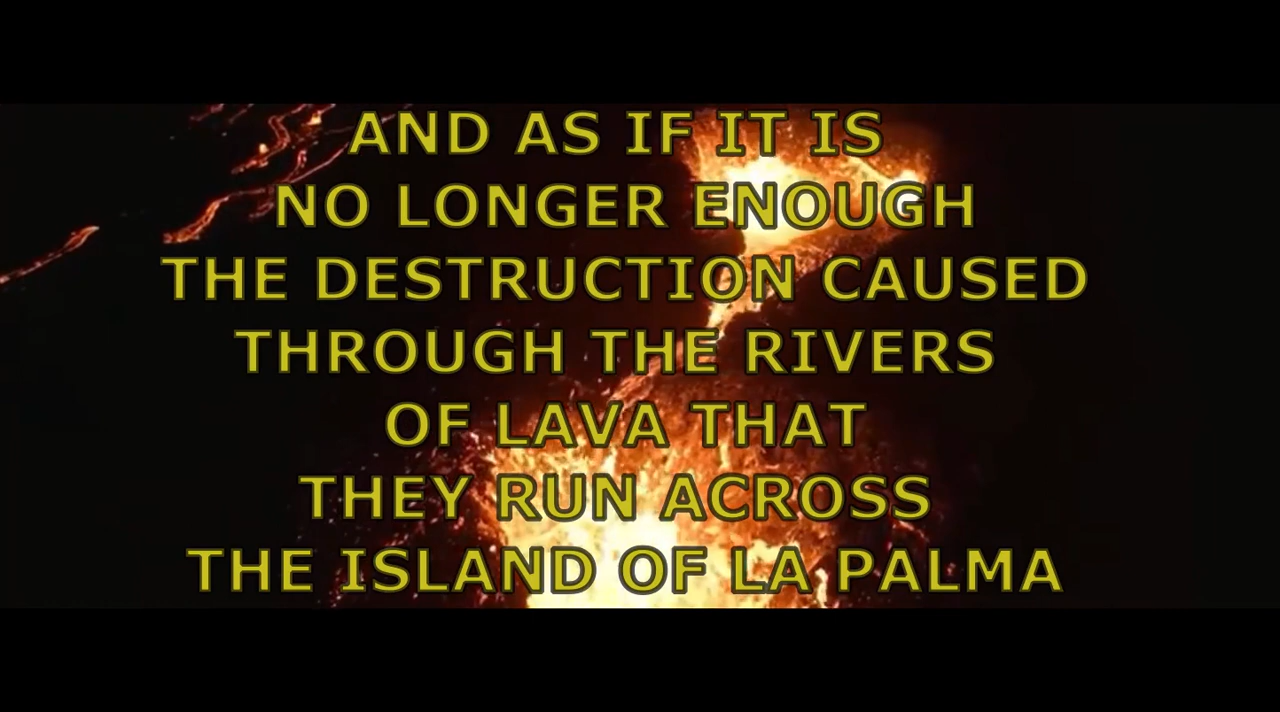 AND AS IF IT IS
NO LONGER ENOUGH
THE DESTRUCTION CAUSED
THROUGH THE RIVERS
OF LAVA THAT
THEY RUN ACROSS
THE ISLAND OF LA PALMA